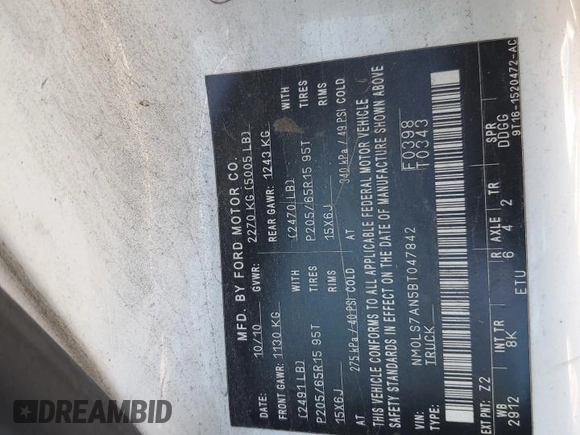 MFD. BY FORD MOTOR CO.
DATE: 10/10 GVWR: 2270 KG (5005 LB)
FRONT GAWR: 1130 KG REAR GAWR: 1243 KG
(2491 LB) WITH (2470 LB) WITH
P205/65R15 95T TIRES P205/65R15 95T TIRES
15X6J RIMS 15X6J RIMS
AT 275 kPa / 40 PSI COLD AT 340 kPa / 49 PSI COLD
THIS VEHICLE CONFORMS TO ALL APPLICABLE FEDERAL MOTOR VEHICLE
SAFETY STANDARDS IN EFFECT ON THE DATE OF MANUFACTURE SHOWN ABOVE
VIN: NM0LS7AN5BT047842 F0398
TYPE: TRUCK T0343
EXT PNT: Z2
WB INT TR R AXLE TR SPR
2912 8K 6 4 2 DDGG
ETU 9T16-1520472-AC
DREAMBID